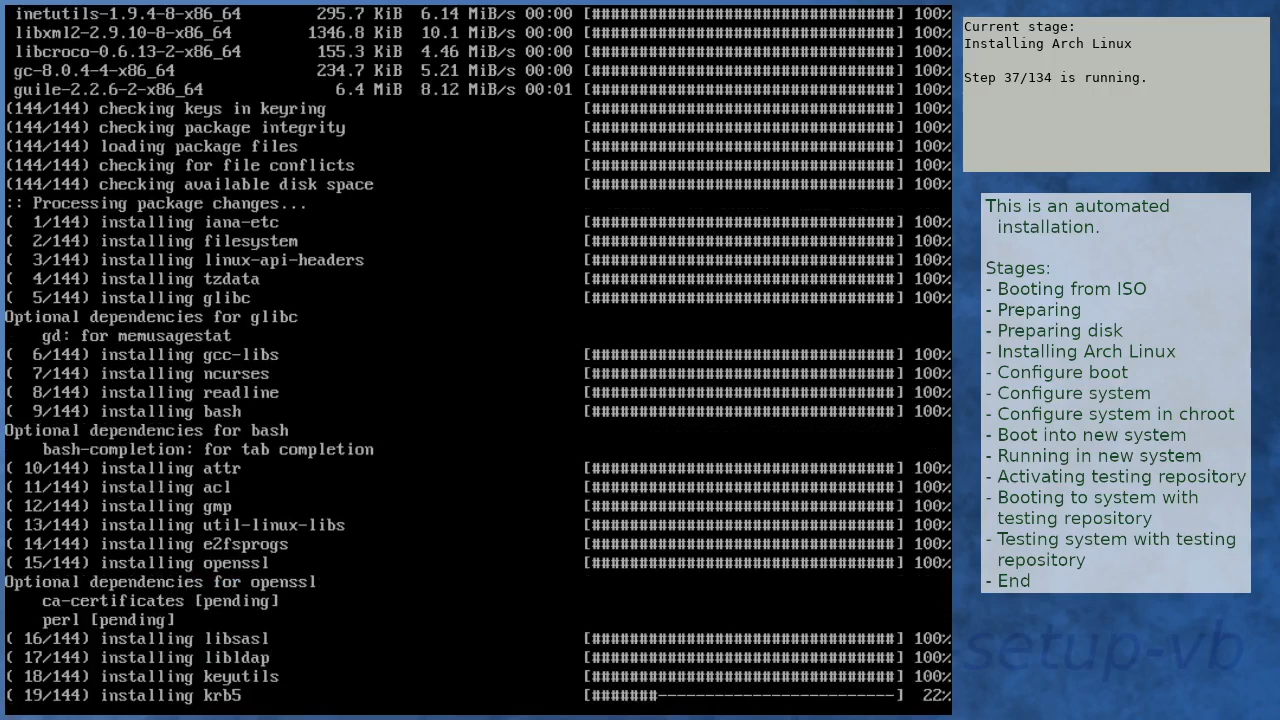 inetutils-1.9.4-8-x86_64 295.7 KiB 6.14 MiB/s 00:00 [################################] 100%
libxml2-2.9.10-8-x86_64 1346.8 KiB 10.1 MiB/s 00:00 [################################] 100%
libcroco-0.6.13-2-x86_64 155.3 KiB 4.46 MiB/s 00:00 [################################] 100%
gc-8.0.4-4-x86_64 234.7 KiB 5.21 MiB/s 00:00 [################################] 100%
guile-2.2.6-2-x86_64 6.4 MiB 8.12 MiB/s 00:01 [################################] 100%
(144/144) checking keys in keyring [################################] 100%
(144/144) checking package integrity [################################] 100%
(144/144) loading package files [################################] 100%
(144/144) checking for file conflicts [################################] 100%
(144/144) checking available disk space [################################] 100%
:: Processing package changes...
( 1/144) installing iana-etc [################################] 100%
( 2/144) installing filesystem [################################] 100%
( 3/144) installing linux-api-headers [################################] 100%
( 4/144) installing tzdata [################################] 100%
( 5/144) installing glibc [################################] 100%
Optional dependencies for glibc
gd: for memusagestat
( 6/144) installing gcc-libs [################################] 100%
( 7/144) installing ncurses [################################] 100%
( 8/144) installing readline [################################] 100%
( 9/144) installing bash [################################] 100%
Optional dependencies for bash
bash-completion: for tab completion
( 10/144) installing attr [################################] 100%
( 11/144) installing acl [################################] 100%
( 12/144) installing gmp [################################] 100%
( 13/144) installing util-linux-libs [################################] 100%
( 14/144) installing e2fsprogs [################################] 100%
( 15/144) installing openssl [################################] 100%
Optional dependencies for openssl
ca-certificates [pending]
perl [pending]
( 16/144) installing libsasl [################################] 100%
( 17/144) installing libldap [################################] 100%
( 18/144) installing keyutils [################################] 100%
( 19/144) installing krb5 [#######-------------------------] 22%
Current stage:
Installing Arch Linux
Step 37/134 is running.
This is an automated
installation.
Stages:
- Booting from ISO
- Preparing
- Preparing disk
- Installing Arch Linux
- Configure boot
- Configure system
- Configure system in chroot
- Boot into new system
- Running in new system
- Activating testing repository
- Booting to system with
testing repository
- Testing system with testing
repository
- End
setup-vb